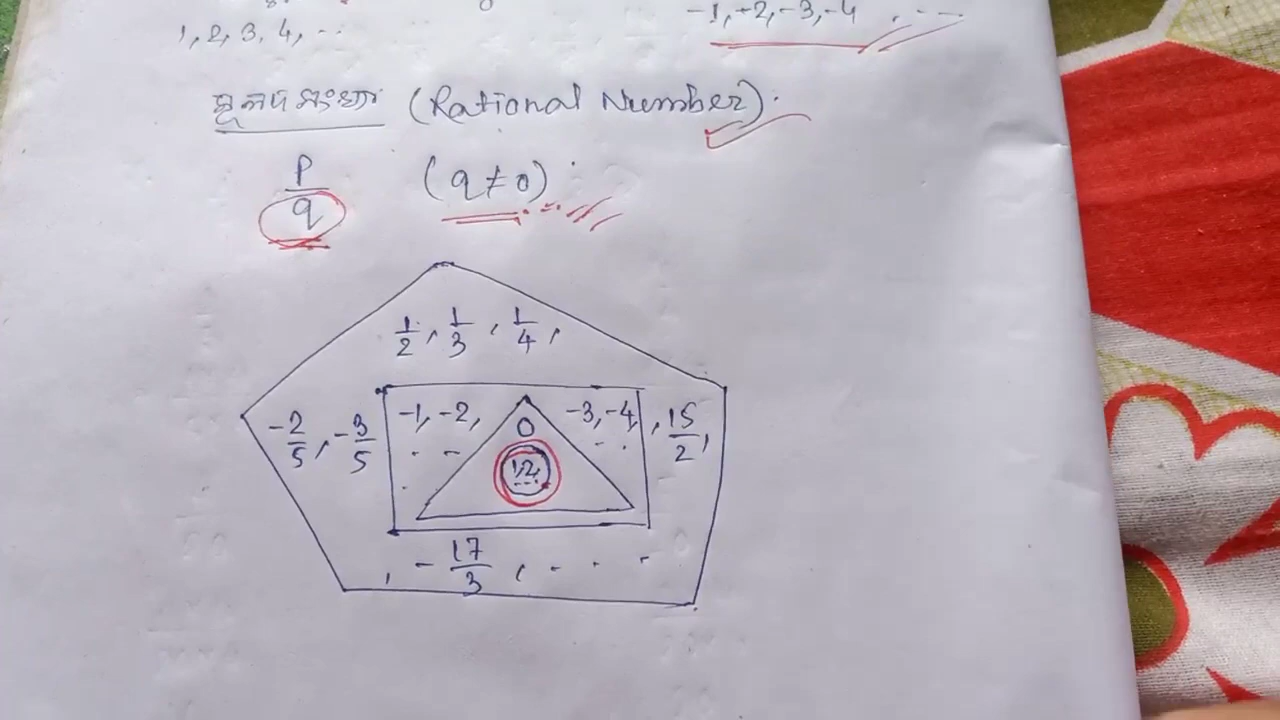 -1, -2, -3, -4 , - - -
1, 2, 3, 4, ...
(Rational Number).
p/q (q≠0)
1/2, 1/3, 1/4,
-2/5, -3/5
-1, -2, - -
0
1,2, ...
-3, -4, - .
, 15/2,
, -17/3, - - -